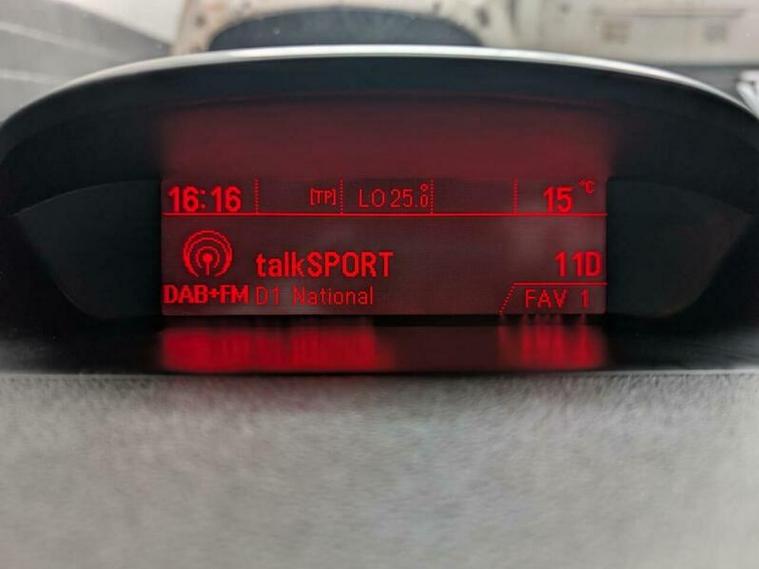 16:16 [TP] LO 25.0 15°C
talkSPORT 11D
DAB+FM D1 National FAV 1